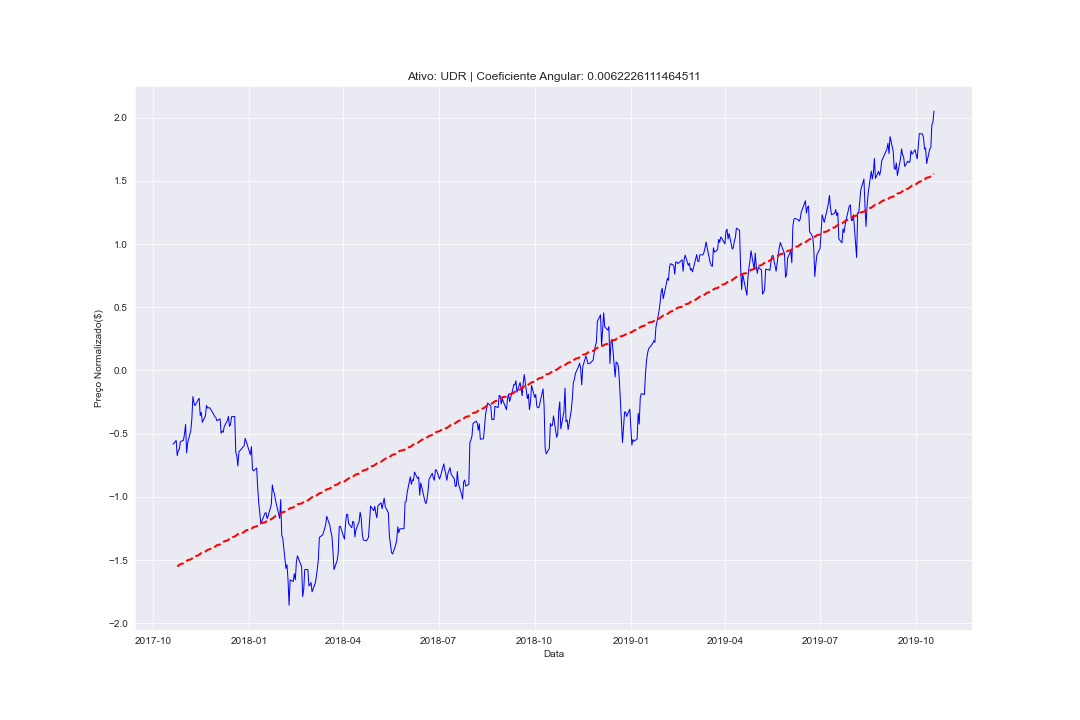 Ativo: UDR | Coeficiente Angular: 0.0062226111464511
2.0
1.5
1.0
0.5
0.0
−0.5
−1.0
−1.5
−2.0
Preço Normalizado($)
2017-10 2018-01 2018-04 2018-07 2018-10 2019-01 2019-04 2019-07 2019-10
Data